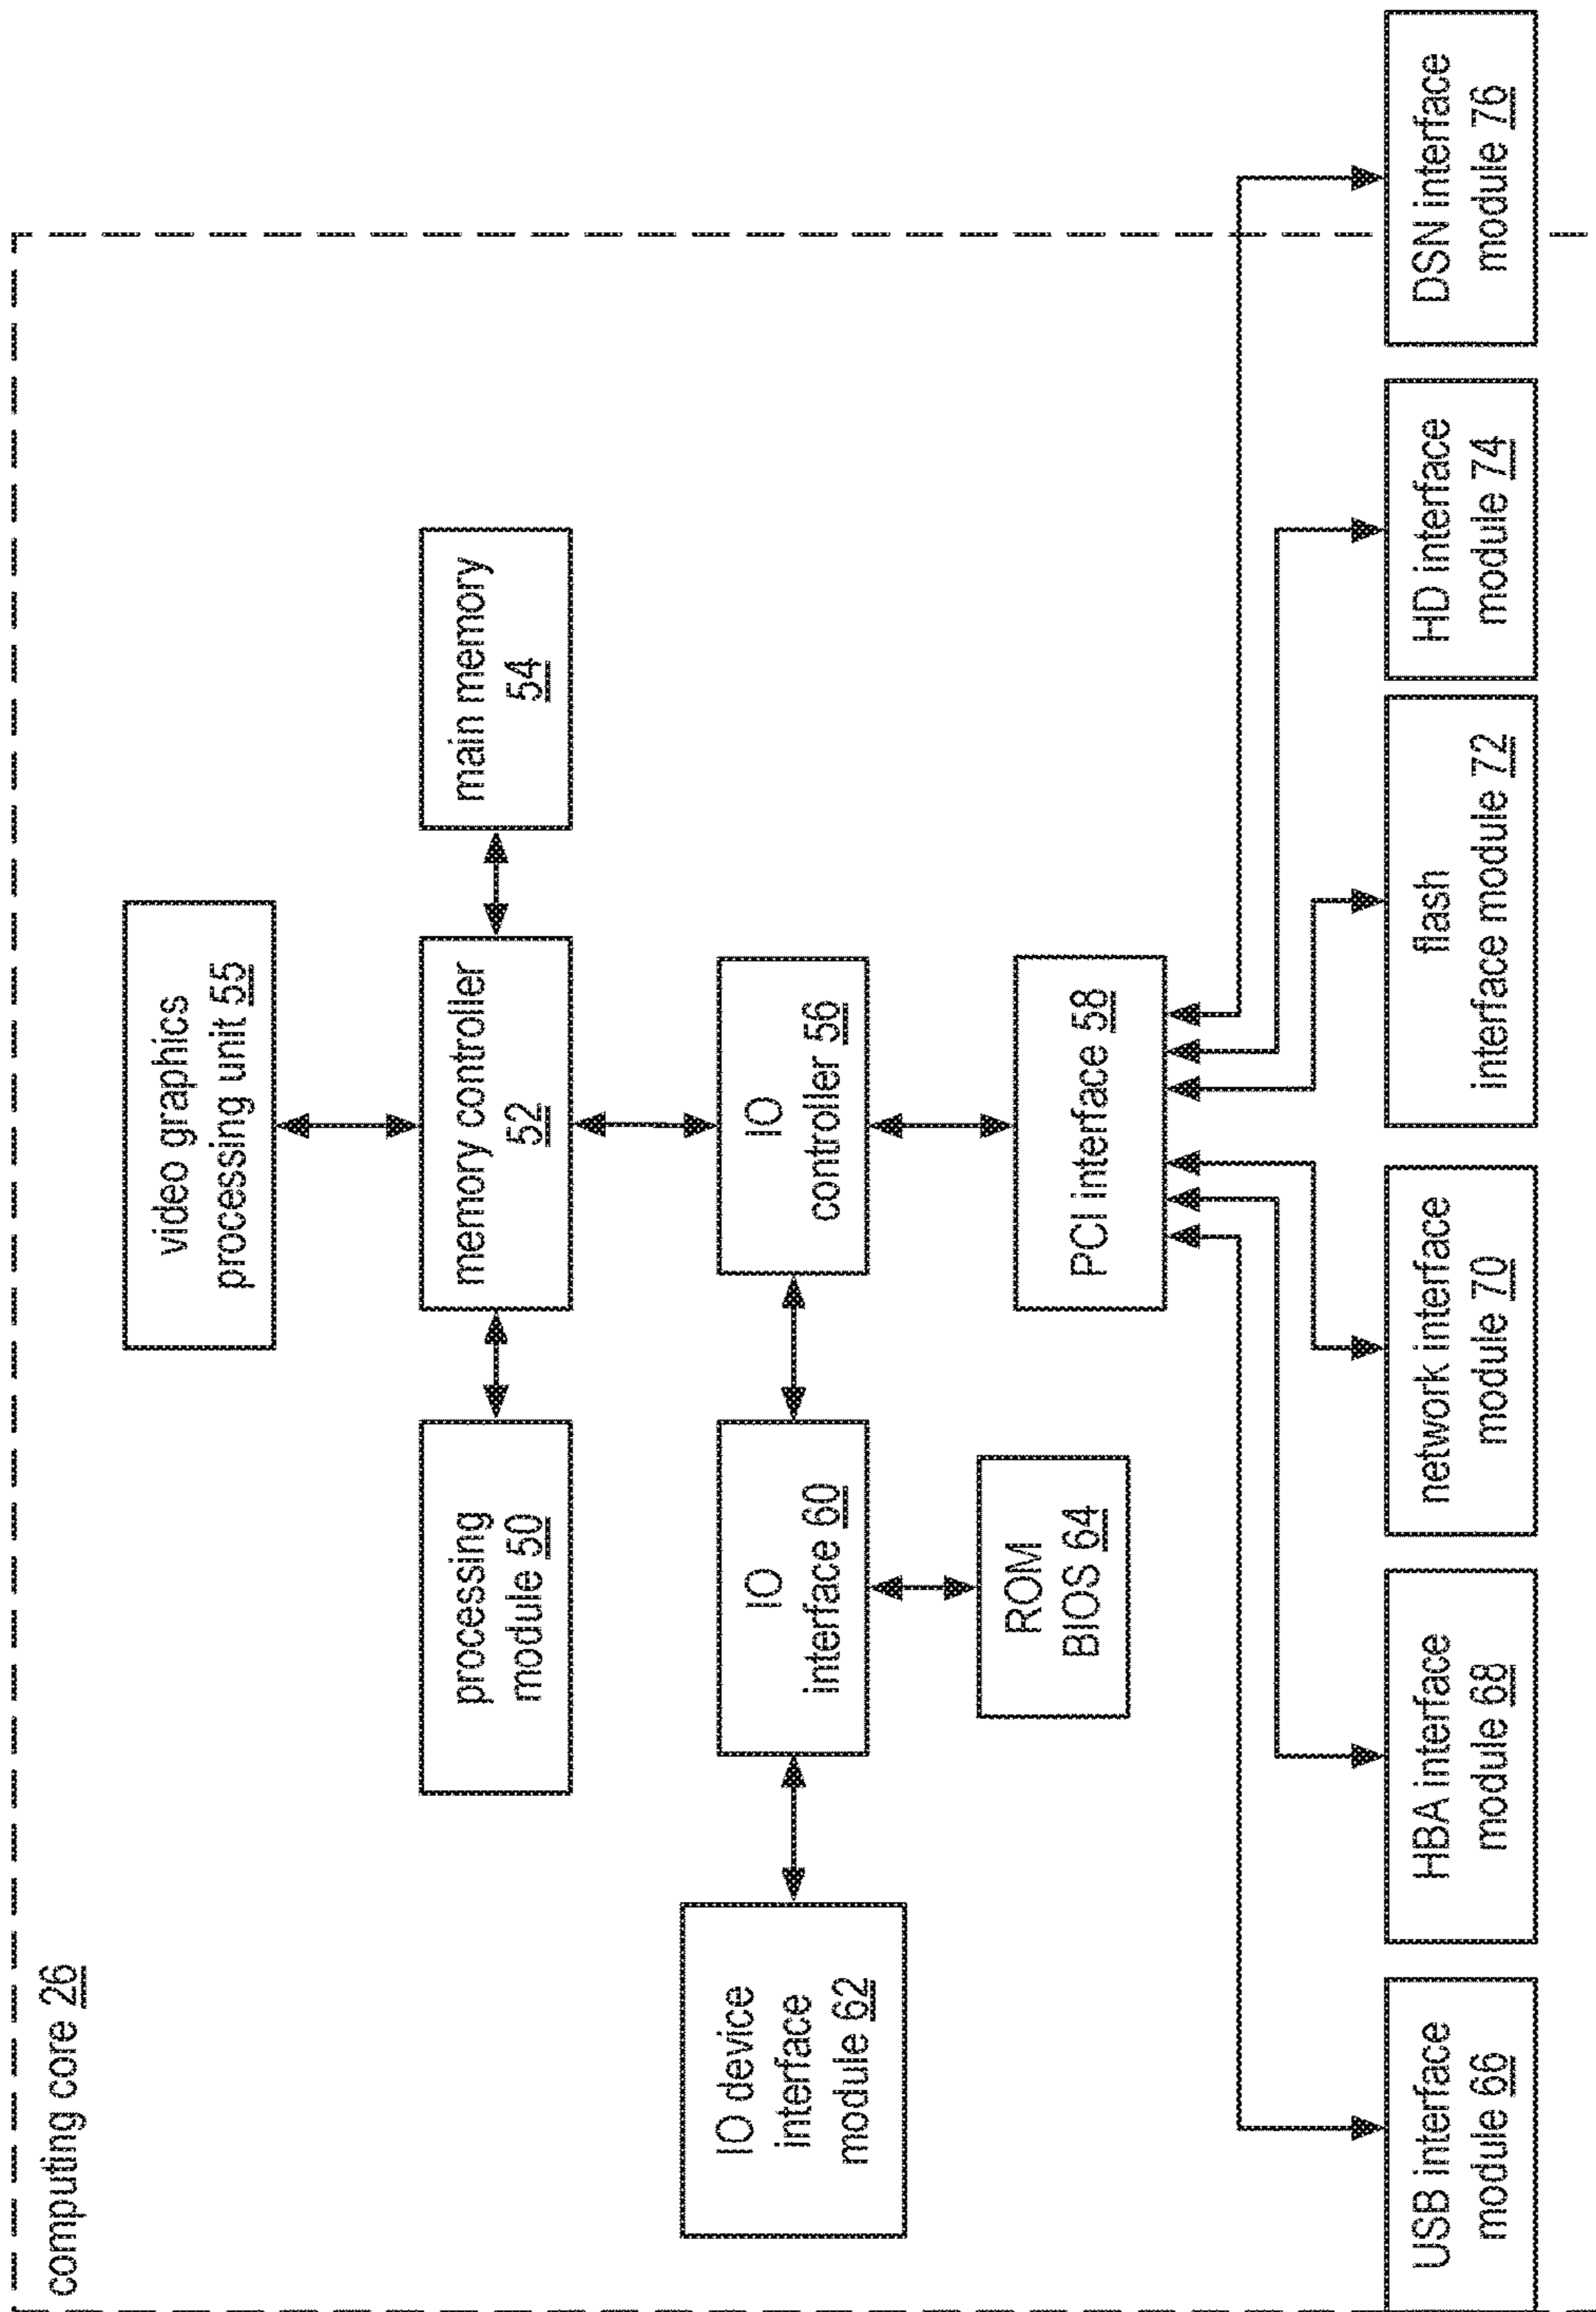 computing core 26
video graphics
processing unit 55
processing
module 50
memory controller
52
main memory
54
IO device
interface
module 62
IO
interface 60
IO
controller 56
ROM
BIOS 64
PCI interface 58
USB interface
module 66
HBA interface
module 68
network interface
module 70
flash
interface module 72
HD interface
module 74
DSN interface
module 76